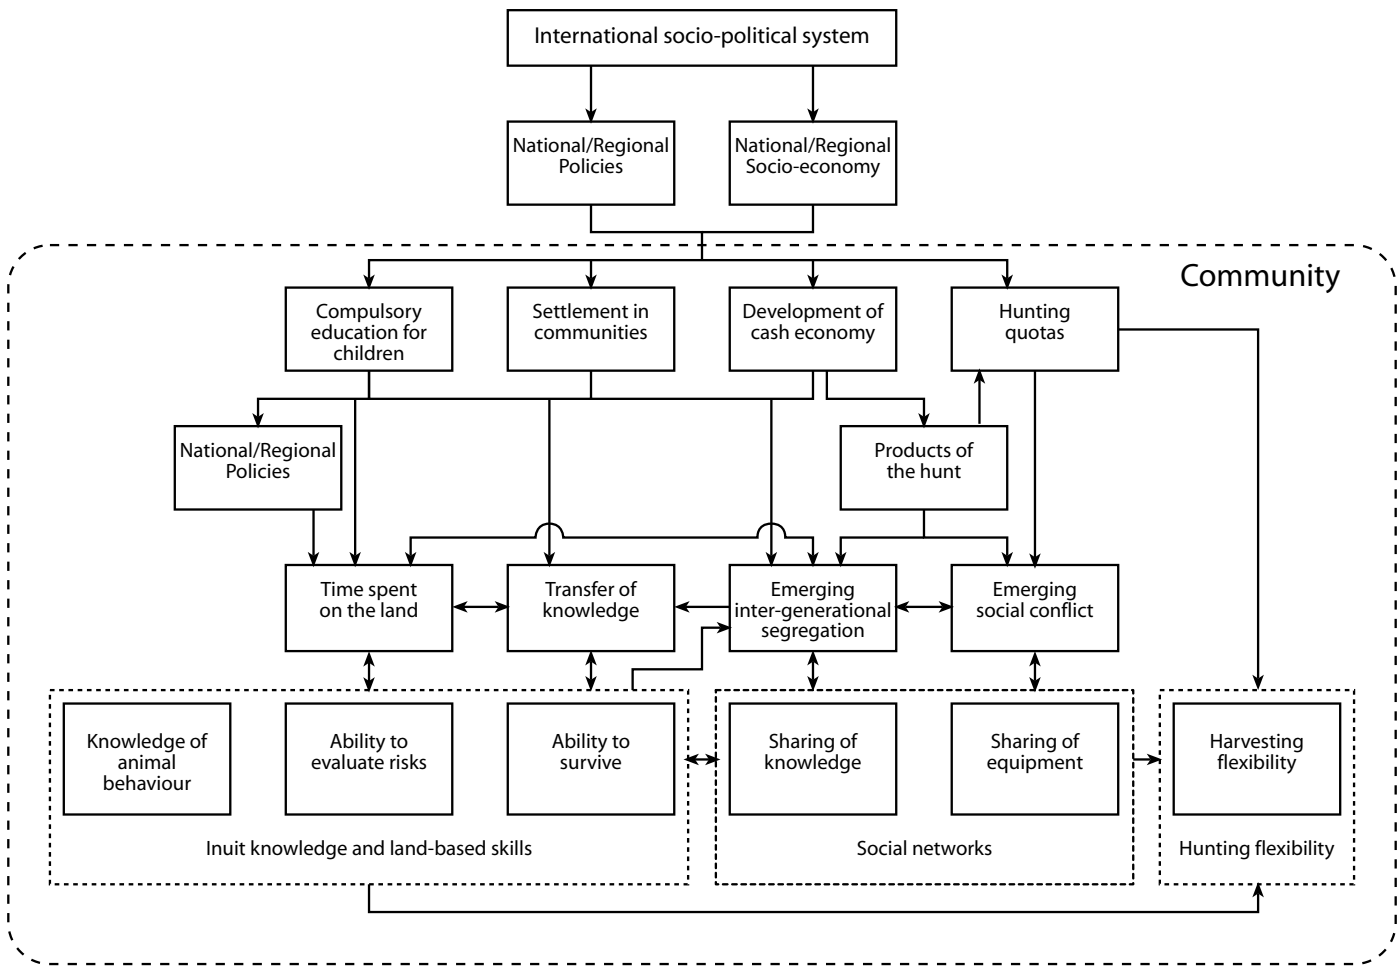 International socio-political system
National/Regional
Policies
National/Regional
Socio-economy
Community
Compulsory
education for
children
Settlement in
communities
Development of
cash economy
Hunting
quotas
National/Regional
Policies
Products of
the hunt
Time spent
on the land
Transfer of
knowledge
Emerging
inter-generational
segregation
Emerging
social conflict
Knowledge of
animal
behaviour
Ability to
evaluate risks
Ability to
survive
Sharing of
knowledge
Sharing of
equipment
Harvesting
flexibility
Inuit knowledge and land-based skills
Social networks
Hunting flexibility